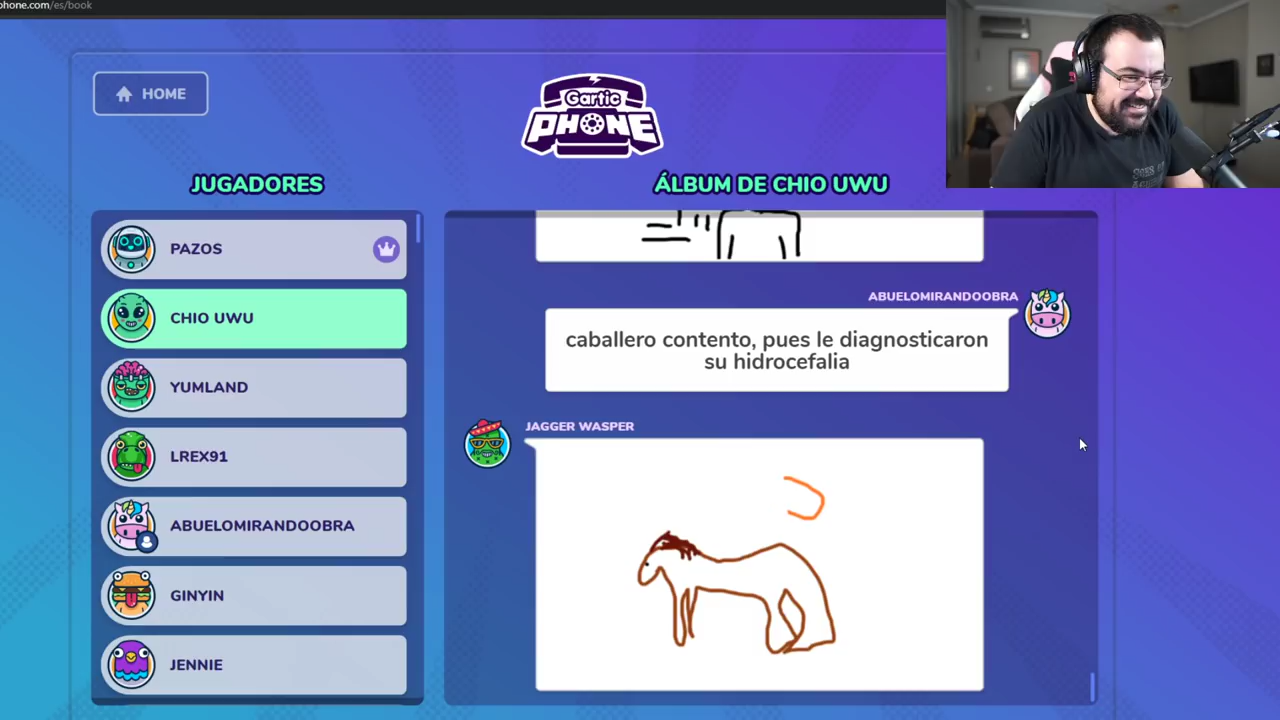 phone.com/es/book
HOME
Gartic
PHONE
JUGADORES
ÁLBUM DE CHIO UWU
PAZOS
CHIO UWU
YUMLAND
LREX91
ABUELOMIRANDOOBRA
GINYIN
JENNIE
ABUELOMIRANDOOBRA
caballero contento, pues le diagnosticaron
su hidrocefalia
JAGGER WASPER